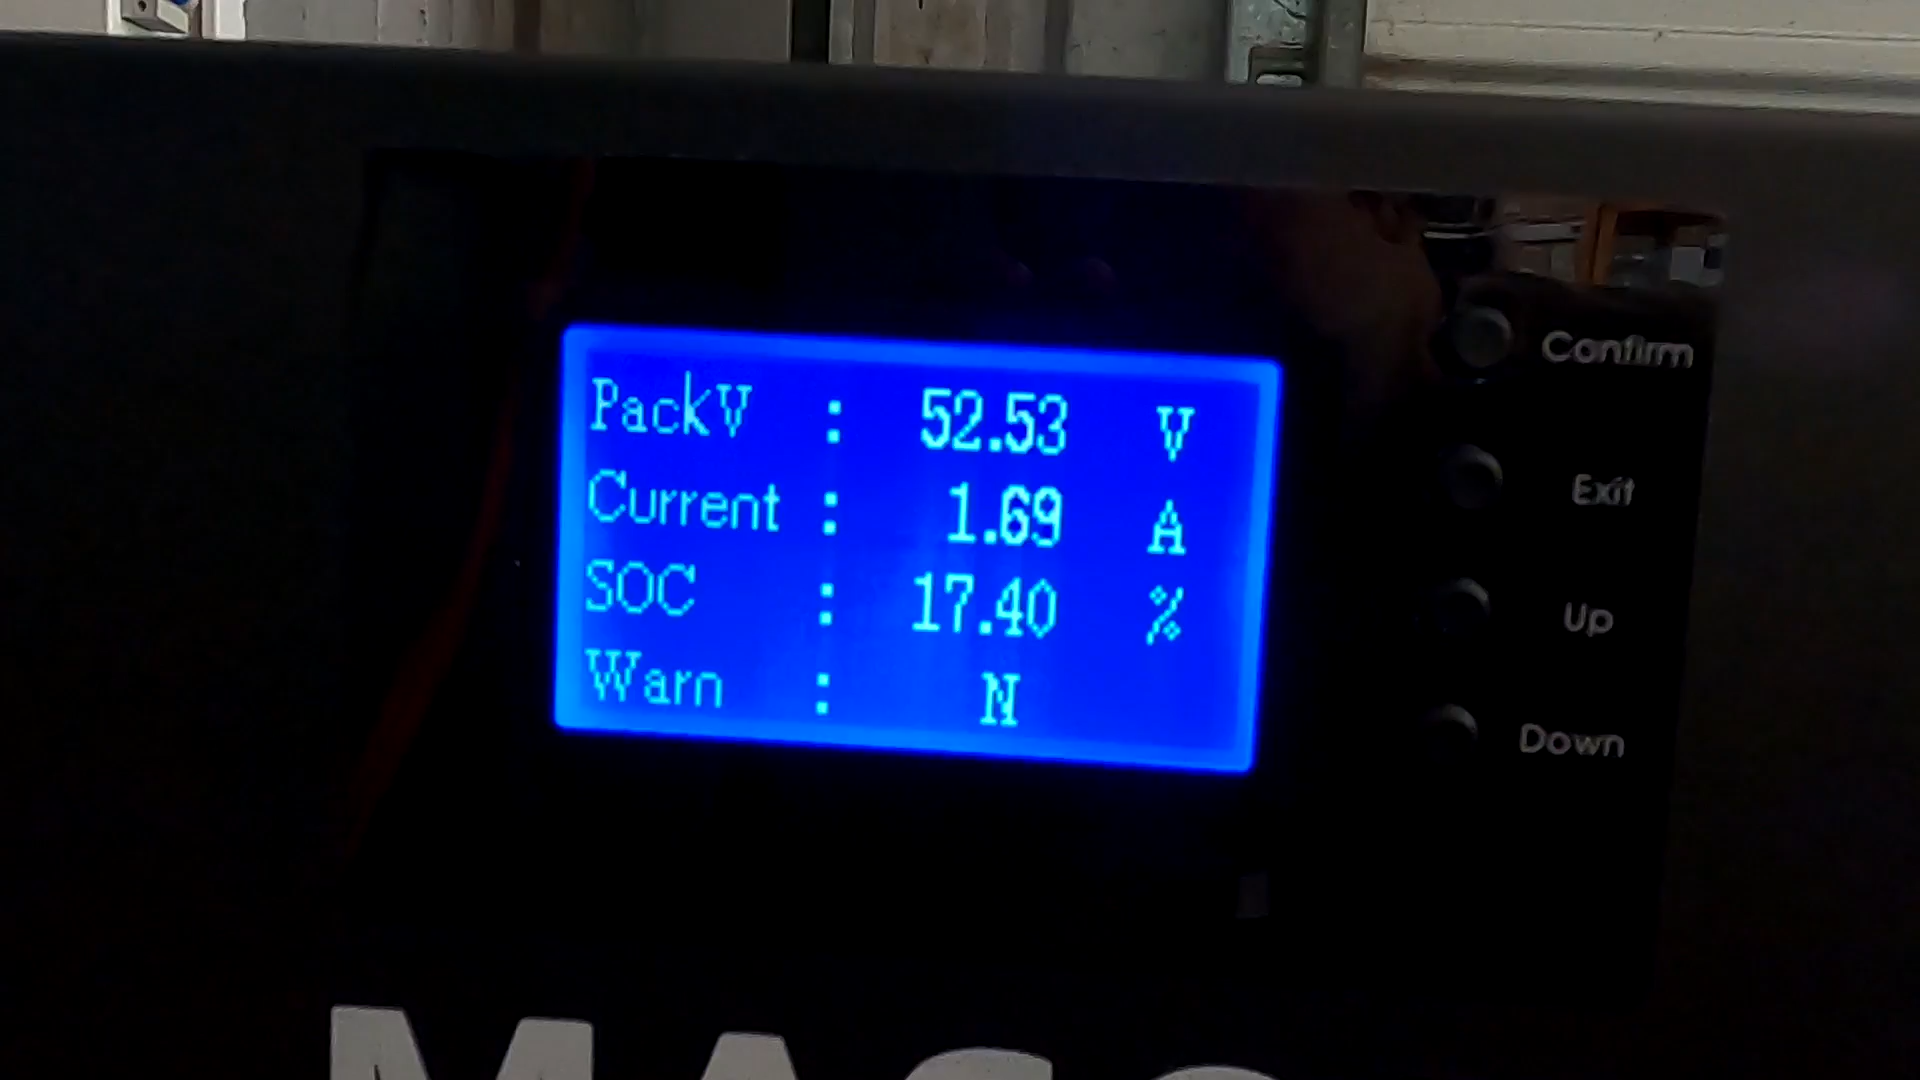 PackV : 52.53 V
Current : 1.69 A
SOC : 17.40 %
Warn : N
Confirm
Exit
Up
Down